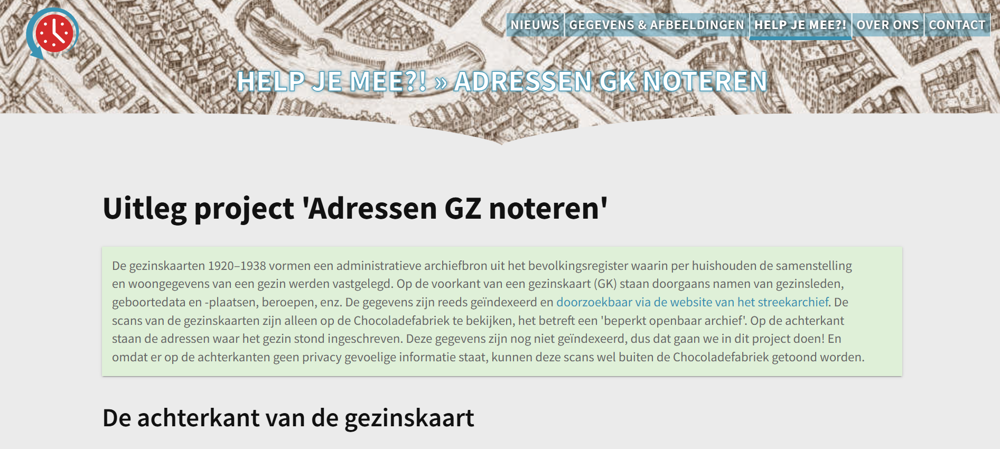 NIEUWS
GEGEVENS & AFBEELDINGEN
HELP JE MEE?!
OVER ONS
CONTACT
HELP JE MEE?! » ADRESSEN GK NOTEREN
Uitleg project 'Adressen GZ noteren'
De gezinskaarten 1920–1938 vormen een administratieve archiefbron uit het bevolkingsregister waarin per huishouden de samenstelling
en woongegevens van een gezin werden vastgelegd. Op de voorkant van een gezinskaart (GK) staan doorgaans namen van gezinsleden,
geboortedata en -plaatsen, beroepen, enz. De gegevens zijn reeds geïndexeerd en doorzoekbaar via de website van het streekarchief. De
scans van de gezinskaarten zijn alleen op de Chocoladefabriek te bekijken, het betreft een 'beperkt openbaar archief'. Op de achterkant
staan de adressen waar het gezin stond ingeschreven. Deze gegevens zijn nog niet geïndexeerd, dus dat gaan we in dit project doen! En
omdat er op de achterkanten geen privacy gevoelige informatie staat, kunnen deze scans wel buiten de Chocoladefabriek getoond worden.
De achterkant van de gezinskaart